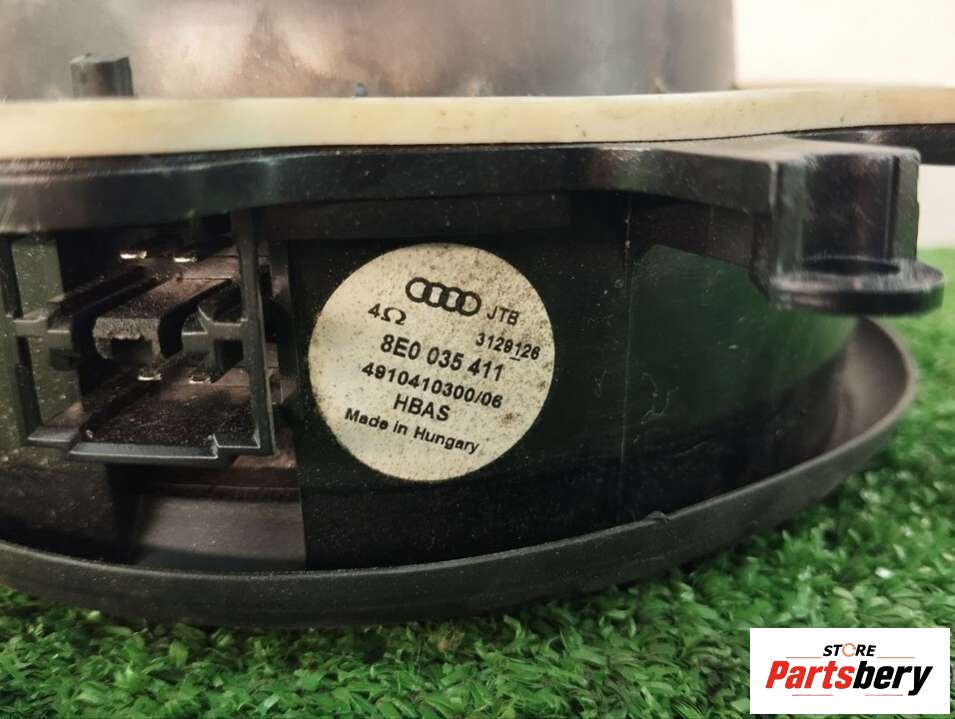 JTB
4Ω
3129126
8E0 035 411
4910410300/06
HBAS
Made in Hungary
STORE
Partsbery